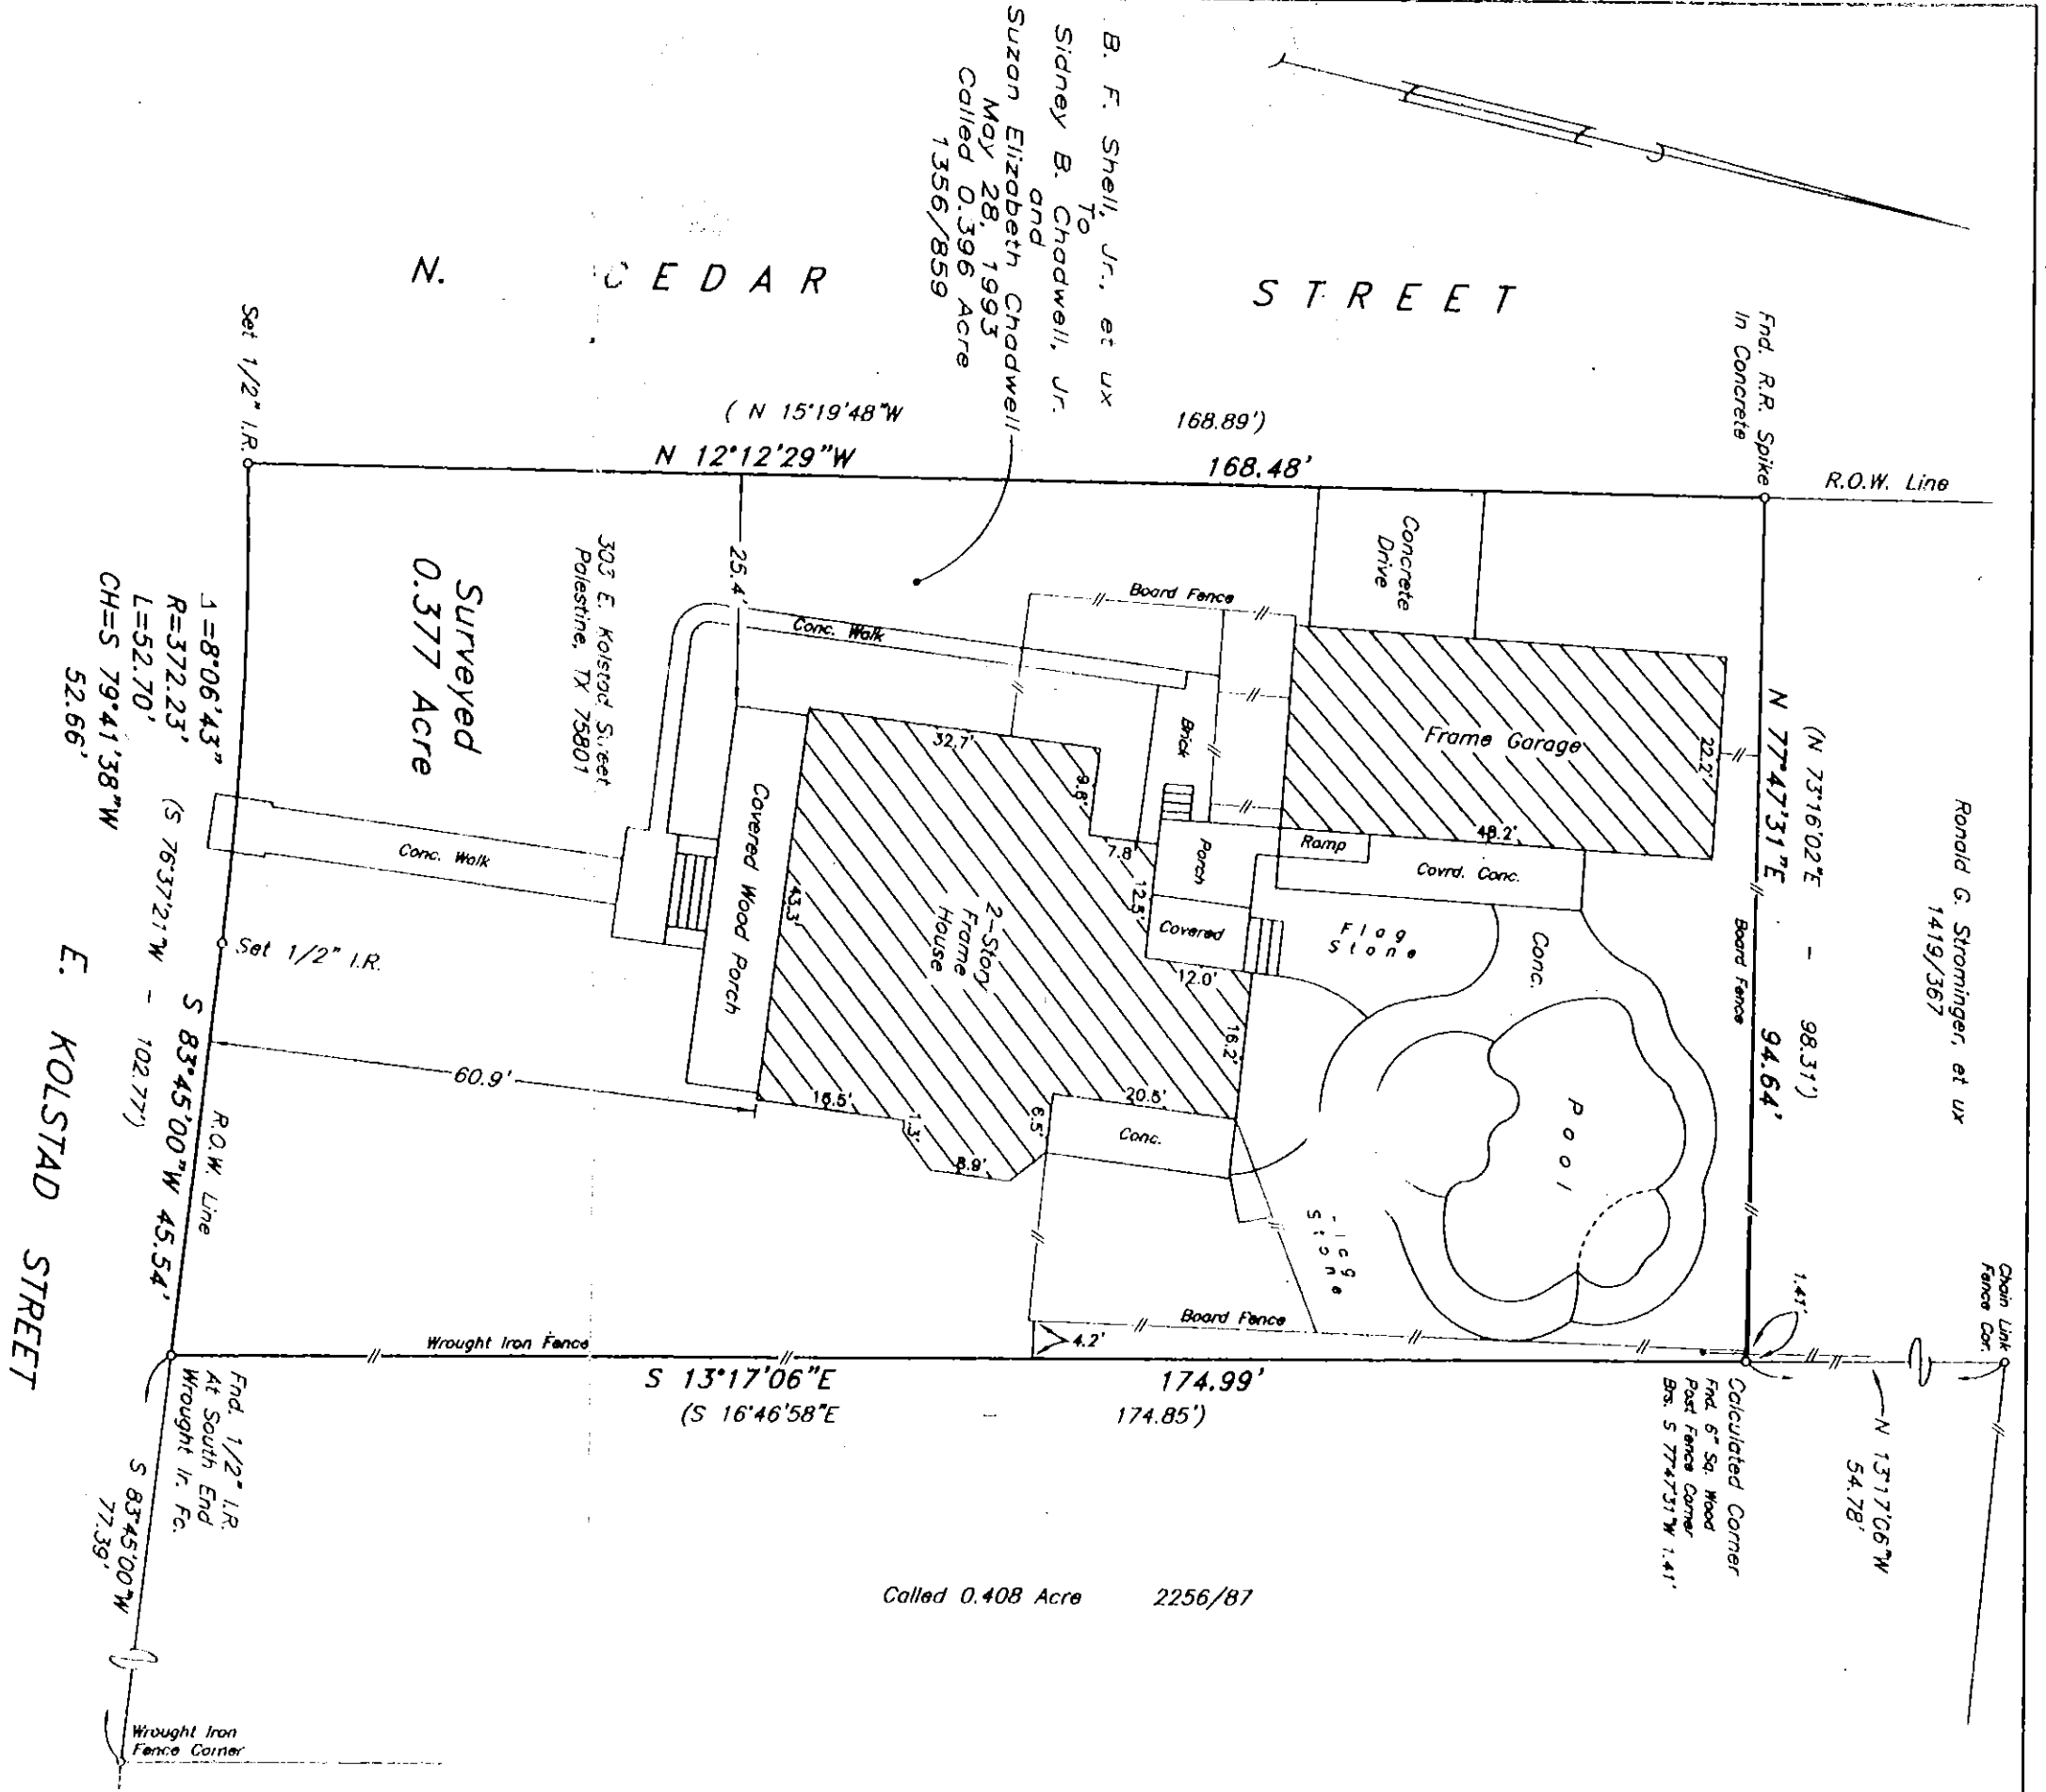 B. F. Shell, Jr., et ux
To
Sidney B. Chadwell, Jr.
and
Suzan Elizabeth Chadwell
May 28, 1993
Called 0.396 Acre
1356/859
N. CEDAR STREET
Fnd. R.R. Spike
In Concrete
R.O.W. Line
Set 1/2" I.R.
( N 15°19'48"W 168.89')
N 12°12'29"W 168.48'
25.4'
303 E. Kolstad Street
Palestine, TX 75801
Surveyed
0.377 Acre
Concrete
Drive
Board Fence
Conc. Walk
Brick
Frame Garage
22.2'
48.2'
Ramp
Covrd. Conc.
Porch
Covered
Flag
Stone
Conc.
Pool
32.7'
9.8'
7.8'
12.5'
12.0'
16.2'
20.5'
6.5'
8.9'
1.3'
16.5'
43.3'
2-Story
Frame
House
Covered Wood Porch
Conc. Walk
Conc.
Stone
60.9'
(N 73°16'02"E - 98.31')
N 77°47'31"E 94.64'
Board Fence
Ronald G. Strominger, et ux
1419/367
Chain Link
Fence Cor.
1.41'
N 13°17'06"W
54.78'
Calculated Corner
Fnd. 6" Sq. Wood
Post Fence Corner
Brs. S 77°47'31"W 1.41'
Board Fence
4.2'
Wrought Iron Fence
S 13°17'06"E 174.99'
(S 16°46'58"E - 174.85')
Called 0.408 Acre 2256/87
Δ=8°06'43"
R=372.23'
L=52.70'
CH=S 79°41'38"W
52.66'
(S 76°37'21"W - 102.77')
Set 1/2" I.R.
S 83°45'00"W 45.54'
R.O.W. Line
E. KOLSTAD STREET
Fnd. 1/2" I.R.
At South End
Wrought Ir. Fc.
S 83°45'00"W
77.39'
Wrought Iron
Fence Corner